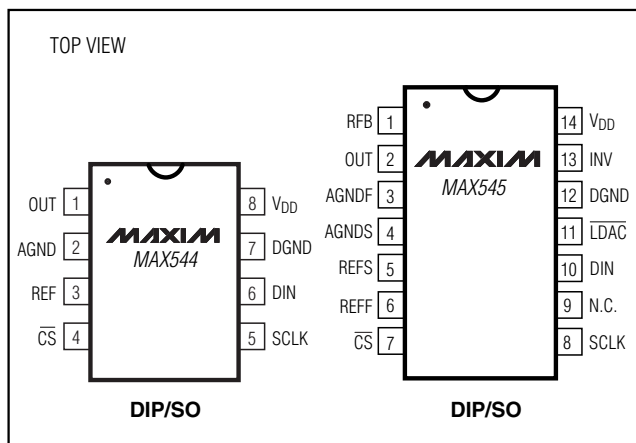 TOP VIEW
OUT 1
AGND 2
REF 3
CS 4
MAXIM
MAX544
8 VDD
7 DGND
6 DIN
5 SCLK
DIP/SO
RFB 1
OUT 2
AGNDF 3
AGNDS 4
REFS 5
REFF 6
CS 7
MAXIM
MAX545
14 VDD
13 INV
12 DGND
11 LDAC
10 DIN
9 N.C.
8 SCLK
DIP/SO